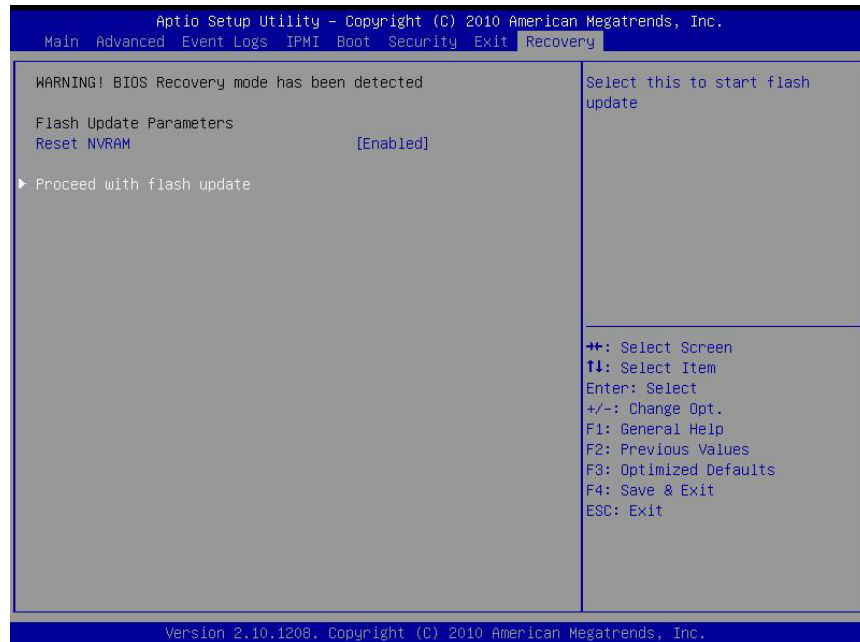 Aptio Setup Utility – Copyright (C) 2010 American Megatrends, Inc.
Main Advanced Event Logs IPMI Boot Security Exit Recovery
WARNING! BIOS Recovery mode has been detected
Flash Update Parameters
Reset NVRAM [Enabled]
▶ Proceed with flash update
Select this to start flash
update
→←: Select Screen
↑↓: Select Item
Enter: Select
+/-: Change Opt.
F1: General Help
F2: Previous Values
F3: Optimized Defaults
F4: Save & Exit
ESC: Exit
Version 2.10.1208. Copyright (C) 2010 American Megatrends, Inc.